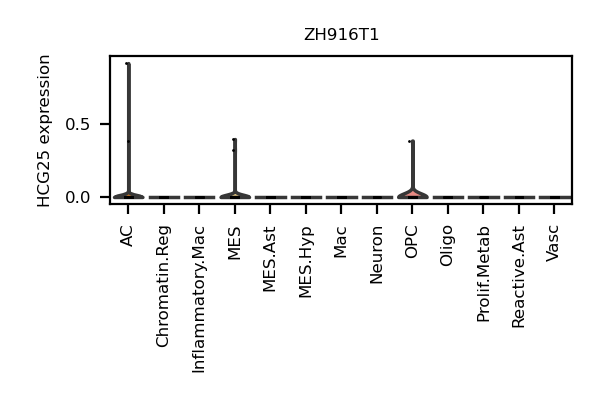 ZH916T1
HCG25 expression
0.5
0.0
AC
Chromatin.Reg
Inflammatory.Mac
MES
MES.Ast
MES.Hyp
Mac
Neuron
OPC
Oligo
Prolif.Metab
Reactive.Ast
Vasc